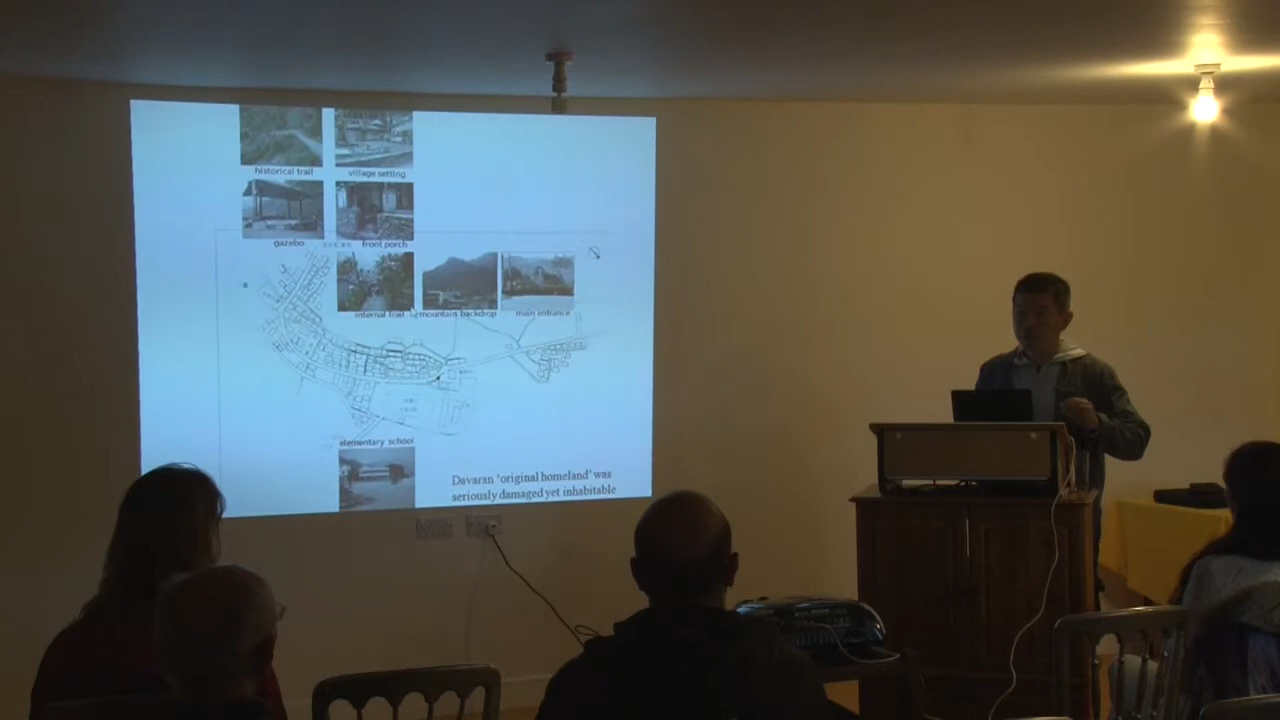 historical trail
village setting
gazebo
front porch
internal trail
mountain backdrop
main entrance
elementary school
Davaran 'original homeland' was
seriously damaged yet inhabitable